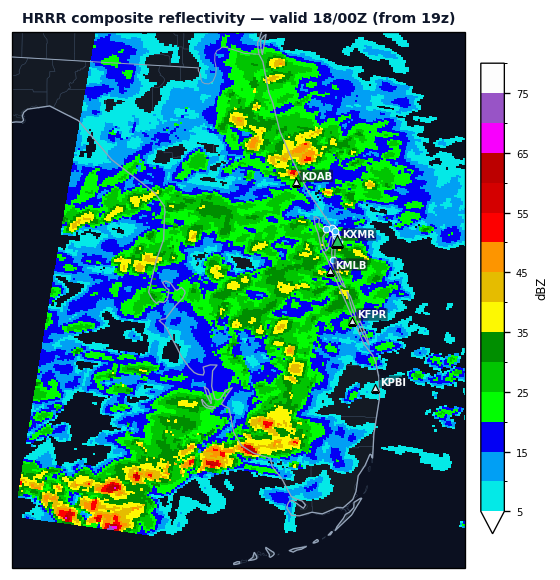 HRRR composite reflectivity — valid 18/00Z (from 19z)
KDAB
KXMR
KMLB
KFPR
KPBI
75
65
55
45
35
25
15
5
dBZ